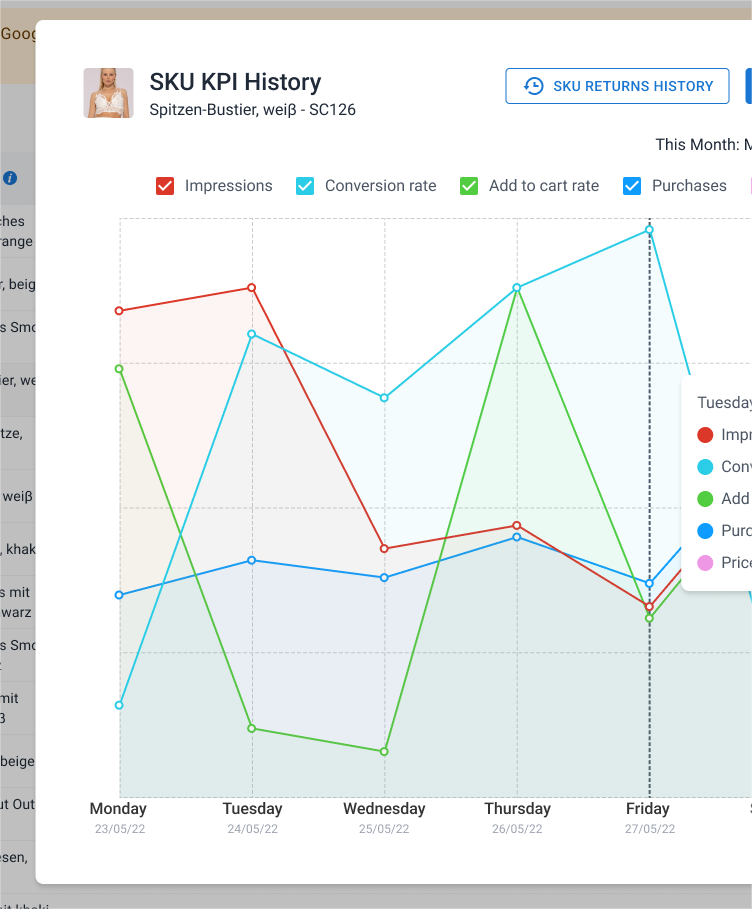 Goog
SKU KPI History
Spitzen-Bustier, weiß - SC126
SKU RETURNS HISTORY
This Month: M
i
Impressions
Conversion rate
Add to cart rate
Purchases
ches
range
r, beig
s Smo
ier, we
tze,
weiß
, khak
s mit
warz
s Smo
z
mit
ß
beige
ut Out
esen,
Tuesday
Impr
Conv
Add
Purc
Price
Monday
Tuesday
Wednesday
Thursday
Friday
23/05/22
24/05/22
25/05/22
26/05/22
27/05/22